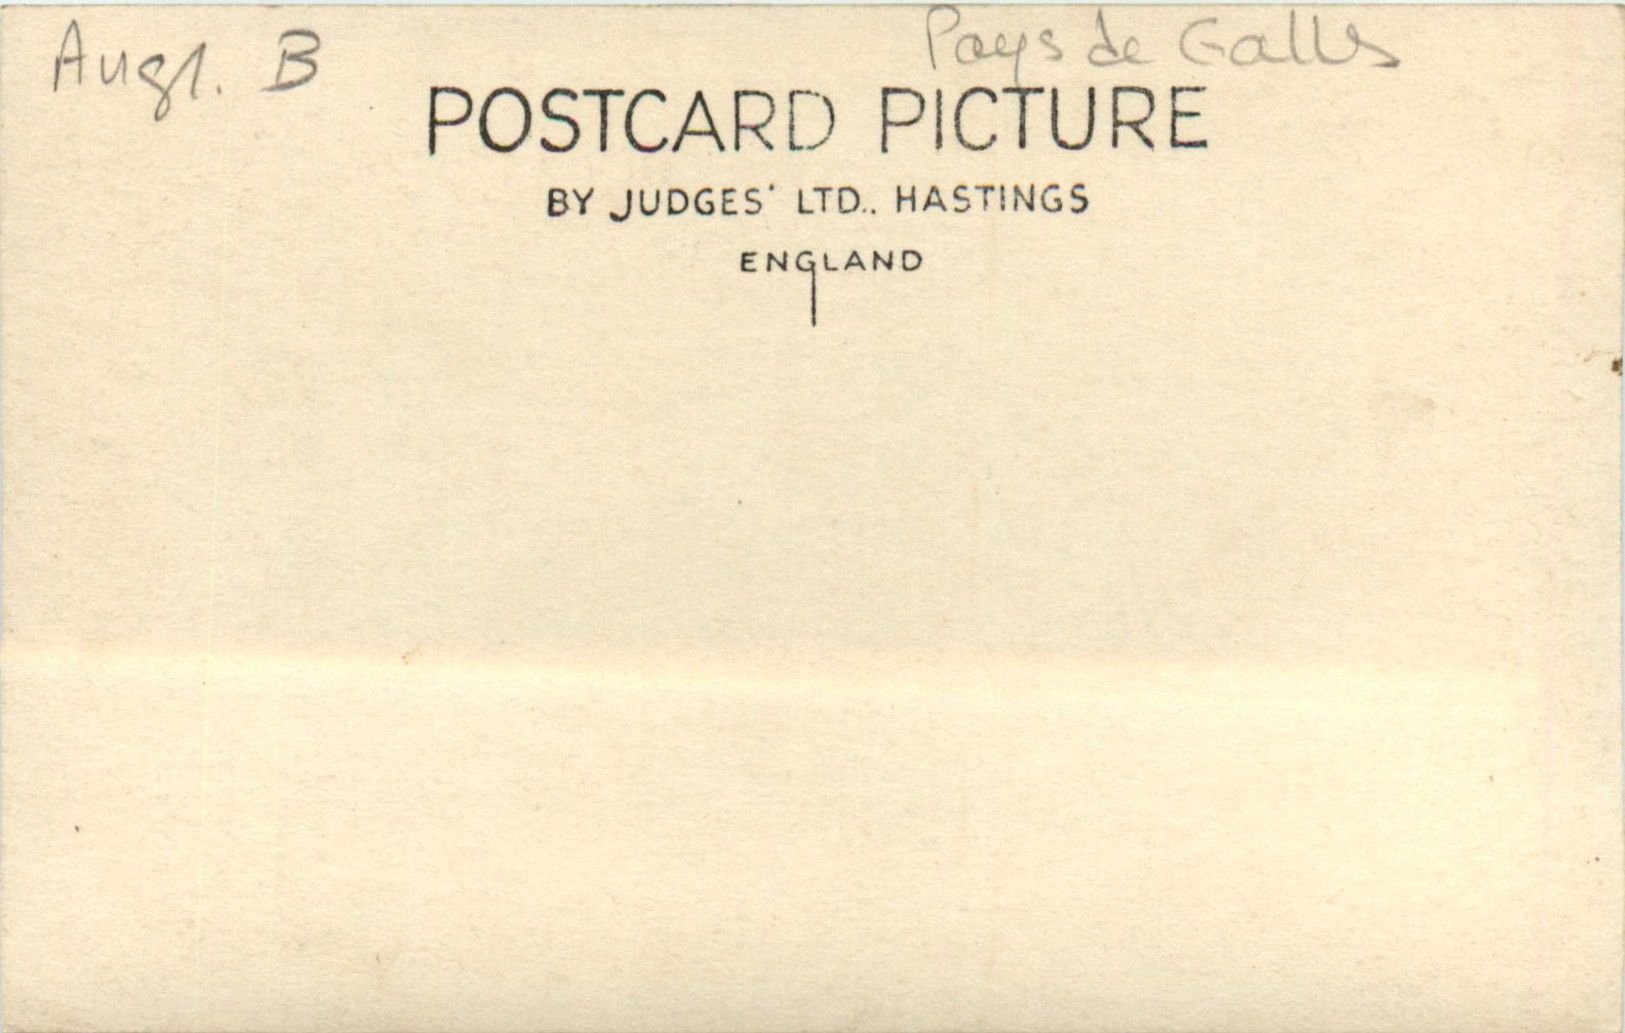 Angl. B
Pays de Galles
POSTCARD PICTURE
BY JUDGES' LTD., HASTINGS
ENGLAND